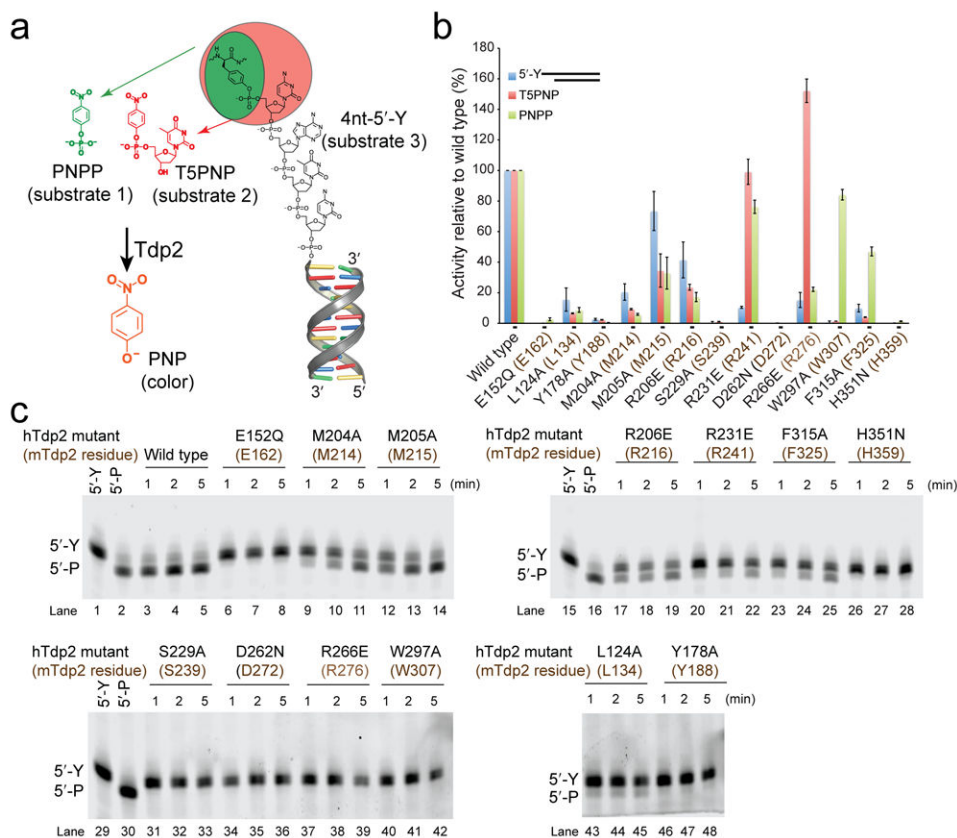 a
PNPP
(substrate 1)
T5PNP
(substrate 2)
4nt-5′-Y
(substrate 3)
Tdp2
PNP
(color)
3′
3′
5′
b
Activity relative to wild type (%)
180
160
140
120
100
80
60
40
20
0
5′-Y
T5PNP
PNPP
Wild type
E152Q (E162)
L124A (L134)
Y178A (Y188)
M204A (M214)
M205A (M215)
R206E (R216)
S229A (S239)
R231E (R241)
D262N (D272)
R266E (R276)
W297A (W307)
F315A (F325)
H351N (H359)
c
hTdp2 mutant E152Q M204A M205A
(mTdp2 residue) Wild type (E162) (M214) (M215)
5′-Y 5′-P 1 2 5 1 2 5 1 2 5 1 2 5 (min)
5′-Y
5′-P
Lane 1 2 3 4 5 6 7 8 9 10 11 12 13 14
hTdp2 mutant R206E R231E F315A H351N
(mTdp2 residue) (R216) (R241) (F325) (H359)
5′-Y 5′-P 1 2 5 1 2 5 1 2 5 1 2 5 (min)
5′-Y
5′-P
Lane 15 16 17 18 19 20 21 22 23 24 25 26 27 28
hTdp2 mutant S229A D262N R266E W297A
(mTdp2 residue) (S239) (D272) (R276) (W307)
5′-Y 5′-P 1 2 5 1 2 5 1 2 5 1 2 5 (min)
5′-Y
5′-P
Lane 29 30 31 32 33 34 35 36 37 38 39 40 41 42
hTdp2 mutant L124A Y178A
(mTdp2 residue) (L134) (Y188)
1 2 5 1 2 5 (min)
5′-Y
5′-P
Lane 43 44 45 46 47 48